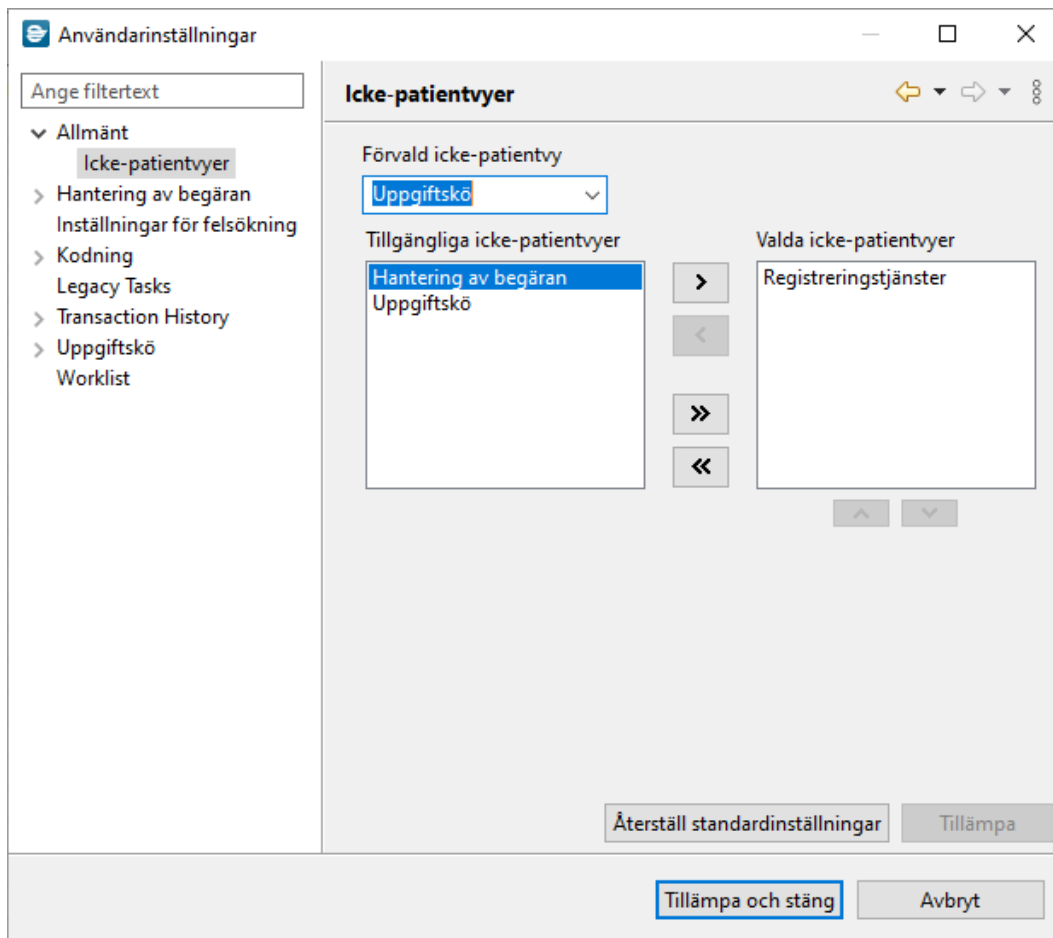 Användarinställningar
Ange filtertext
Allmänt
Icke-patientvyer
Hantering av begäran
Inställningar för felsökning
Kodning
Legacy Tasks
Transaction History
Uppgiftskö
Worklist
Icke-patientvyer
Förvald icke-patientvy
Uppgiftskö
Tillgängliga icke-patientvyer
Hantering av begäran
Uppgiftskö
Valda icke-patientvyer
Registreringstjänster
Återställ standardinställningar
Tillämpa
Tillämpa och stäng
Avbryt